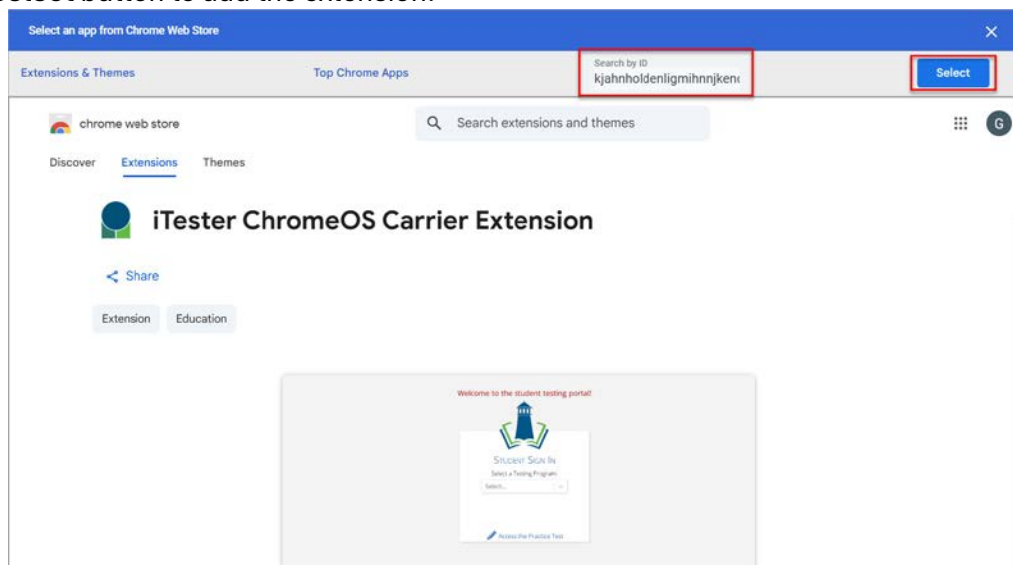 Select an app from Chrome Web Store
Extensions & Themes
Top Chrome Apps
Search by ID
kjahnholdenligmihnnjkeno
Select
chrome web store
Search extensions and themes
G
Discover Extensions Themes
iTester ChromeOS Carrier Extension
Share
Extension Education
Welcome to the student testing portal!
STUDENT SIGN IN
Select a Testing Program
Select...
Access the Practice Test